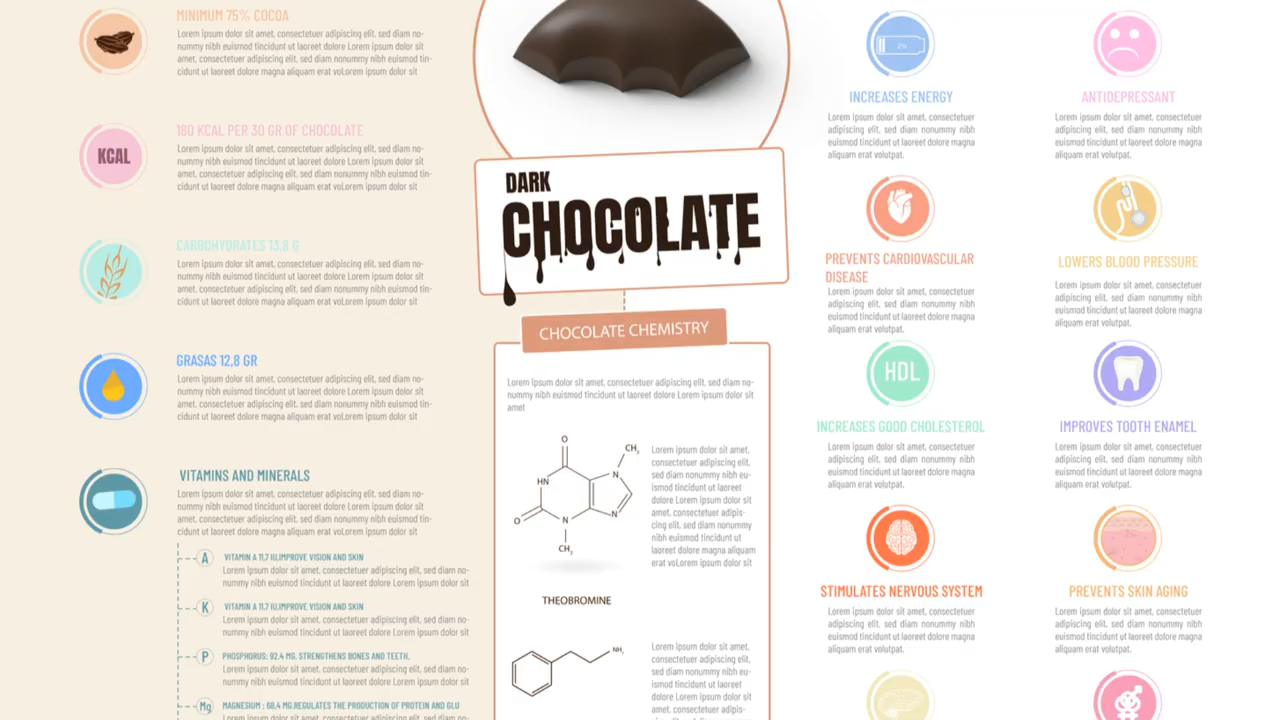 MINIMUM 75% COCOA
Lorem ipsum dolor sit amet, consectetuer adipiscing elit, sed diam no-
nummy nibh euismod tincidunt ut laoreet dolore Lorem ipsum dolor sit
amet, consectetuer adipiscing elit, sed diam nonummy nibh euismod tin-
cidunt ut laoreet dolore magna aliquam erat voLorem ipsum dolor sit
KCAL
180 KCAL PER 30 GR OF CHOCOLATE
Lorem ipsum dolor sit amet, consectetuer adipiscing elit, sed diam no-
nummy nibh euismod tincidunt ut laoreet dolore Lorem ipsum dolor sit
amet, consectetuer adipiscing elit, sed diam nonummy nibh euismod tin-
cidunt ut laoreet dolore magna aliquam erat voLorem ipsum dolor sit
CARBOHYDRATES 13,8 G
Lorem ipsum dolor sit amet, consectetuer adipiscing elit, sed diam no-
nummy nibh euismod tincidunt ut laoreet dolore Lorem ipsum dolor sit
amet, consectetuer adipiscing elit, sed diam nonummy nibh euismod tin-
cidunt ut laoreet dolore magna aliquam erat voLorem ipsum dolor sit
GRASAS 12,8 GR
Lorem ipsum dolor sit amet, consectetuer adipiscing elit, sed diam no-
nummy nibh euismod tincidunt ut laoreet dolore Lorem ipsum dolor sit
amet, consectetuer adipiscing elit, sed diam nonummy nibh euismod tin-
cidunt ut laoreet dolore magna aliquam erat voLorem ipsum dolor sit
VITAMINS AND MINERALS
Lorem ipsum dolor sit amet, consectetuer adipiscing elit, sed diam no-
nummy nibh euismod tincidunt ut laoreet dolore Lorem ipsum dolor sit
amet, consectetuer adipiscing elit, sed diam nonummy nibh euismod tin-
cidunt ut laoreet dolore magna aliquam erat voLorem ipsum dolor sit
A
VITAMIN A 11,7 IU,IMPROVE VISION AND SKIN
Lorem ipsum dolor sit amet, consectetuer adipiscing elit, sed diam no-
nummy nibh euismod tincidunt ut laoreet dolore Lorem ipsum dolor sit
K
VITAMIN A 11,7 IU,IMPROVE VISION AND SKIN
Lorem ipsum dolor sit amet, consectetuer adipiscing elit, sed diam no-
nummy nibh euismod tincidunt ut laoreet dolore Lorem ipsum dolor sit
P
PHOSPHORUS: 92.4 MG. STRENGTHENS BONES AND TEETH.
Lorem ipsum dolor sit amet, consectetuer adipiscing elit, sed diam no-
nummy nibh euismod tincidunt ut laoreet dolore Lorem ipsum dolor sit
Mg
MAGNESIUM : 68,4 MG.REGULATES THE PRODUCTION OF PROTEIN AND GLU
Lorem ipsum dolor sit amet, consectetuer adipiscing elit, sed diam no-
DARK
CHOCOLATE
CHOCOLATE CHEMISTRY
Lorem ipsum dolor sit amet, consectetuer adipiscing elit, sed diam no-
nummy nibh euismod tincidunt ut laoreet dolore Lorem ipsum dolor sit
amet
O
CH3
HN
N
O
N
N
CH3
Lorem ipsum dolor sit amet,
consectetuer adipiscing elit,
sed diam nonummy nibh eu-
ismod tincidunt ut laoreet
dolore Lorem ipsum dolor sit
amet, consectetuer adipis-
cing elit, sed diam nonummy
nibh euismod tincidunt ut
laoreet dolore magna aliquam
erat voLorem ipsum dolor sit
THEOBROMINE
NH2
Lorem ipsum dolor sit amet,
consectetuer adipiscing elit,
sed diam nonummy nibh eu-
ismod tincidunt ut laoreet
dolore Lorem ipsum dolor sit
amet, consectetuer adipis-
2%
INCREASES ENERGY
Lorem ipsum dolor sit amet, consectetuer
adipiscing elit, sed diam nonummy nibh
euismod tincidunt ut laoreet dolore magna
aliquam erat volutpat.
ANTIDEPRESSANT
Lorem ipsum dolor sit amet, consectetuer
adipiscing elit, sed diam nonummy nibh
euismod tincidunt ut laoreet dolore magna
aliquam erat volutpat.
PREVENTS CARDIOVASCULAR
DISEASE
Lorem ipsum dolor sit amet, consectetuer
adipiscing elit, sed diam nonummy nibh
euismod tincidunt ut laoreet dolore magna
aliquam erat volutpat.
LOWERS BLOOD PRESSURE
Lorem ipsum dolor sit amet, consectetuer
adipiscing elit, sed diam nonummy nibh
euismod tincidunt ut laoreet dolore magna
aliquam erat volutpat.
HDL
INCREASES GOOD CHOLESTEROL
Lorem ipsum dolor sit amet, consectetuer
adipiscing elit, sed diam nonummy nibh
euismod tincidunt ut laoreet dolore magna
aliquam erat volutpat.
IMPROVES TOOTH ENAMEL
Lorem ipsum dolor sit amet, consectetuer
adipiscing elit, sed diam nonummy nibh
euismod tincidunt ut laoreet dolore magna
aliquam erat volutpat.
STIMULATES NERVOUS SYSTEM
Lorem ipsum dolor sit amet, consectetuer
adipiscing elit, sed diam nonummy nibh
euismod tincidunt ut laoreet dolore magna
aliquam erat volutpat.
PREVENTS SKIN AGING
Lorem ipsum dolor sit amet, consectetuer
adipiscing elit, sed diam nonummy nibh
euismod tincidunt ut laoreet dolore magna
aliquam erat volutpat.